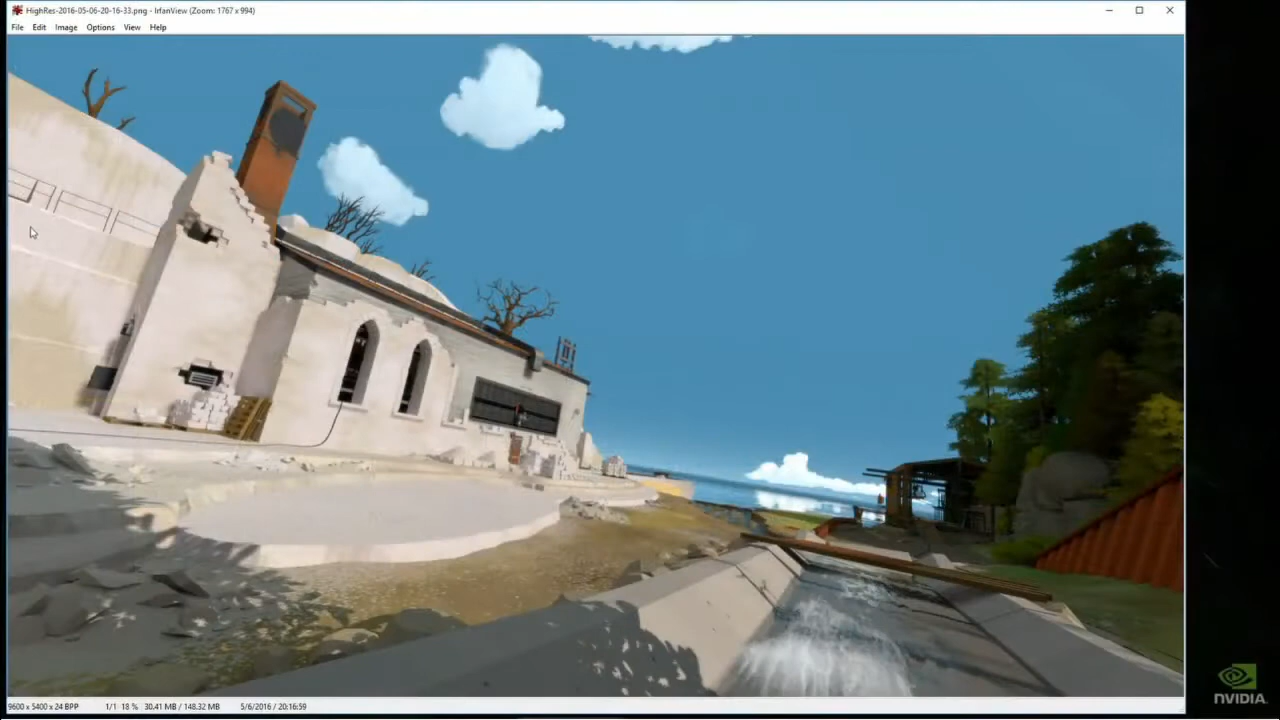 HighRes-2016-05-06-20-16-33.png - IrfanView (Zoom: 1767 x 994)
File Edit Image Options View Help
9600 x 5400 x 24 BPP 1/1 18 % 30.41 MB / 148.32 MB 5/6/2016 / 20:16:59
NVIDIA